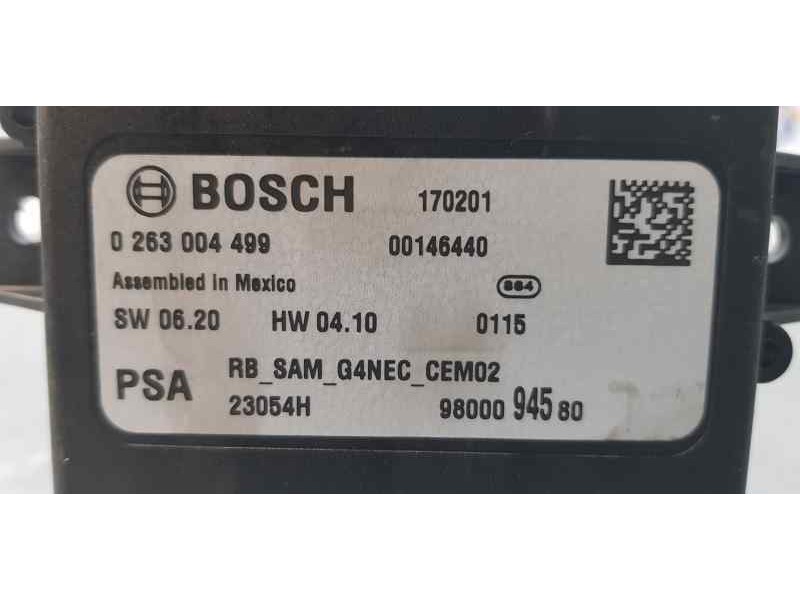 BOSCH 170201
0 263 004 499 00146440
Assembled in Mexico 884
SW 06.20 HW 04.10 0115
PSA RB_SAM_G4NEC_CEM02
23054H 98000 945 80